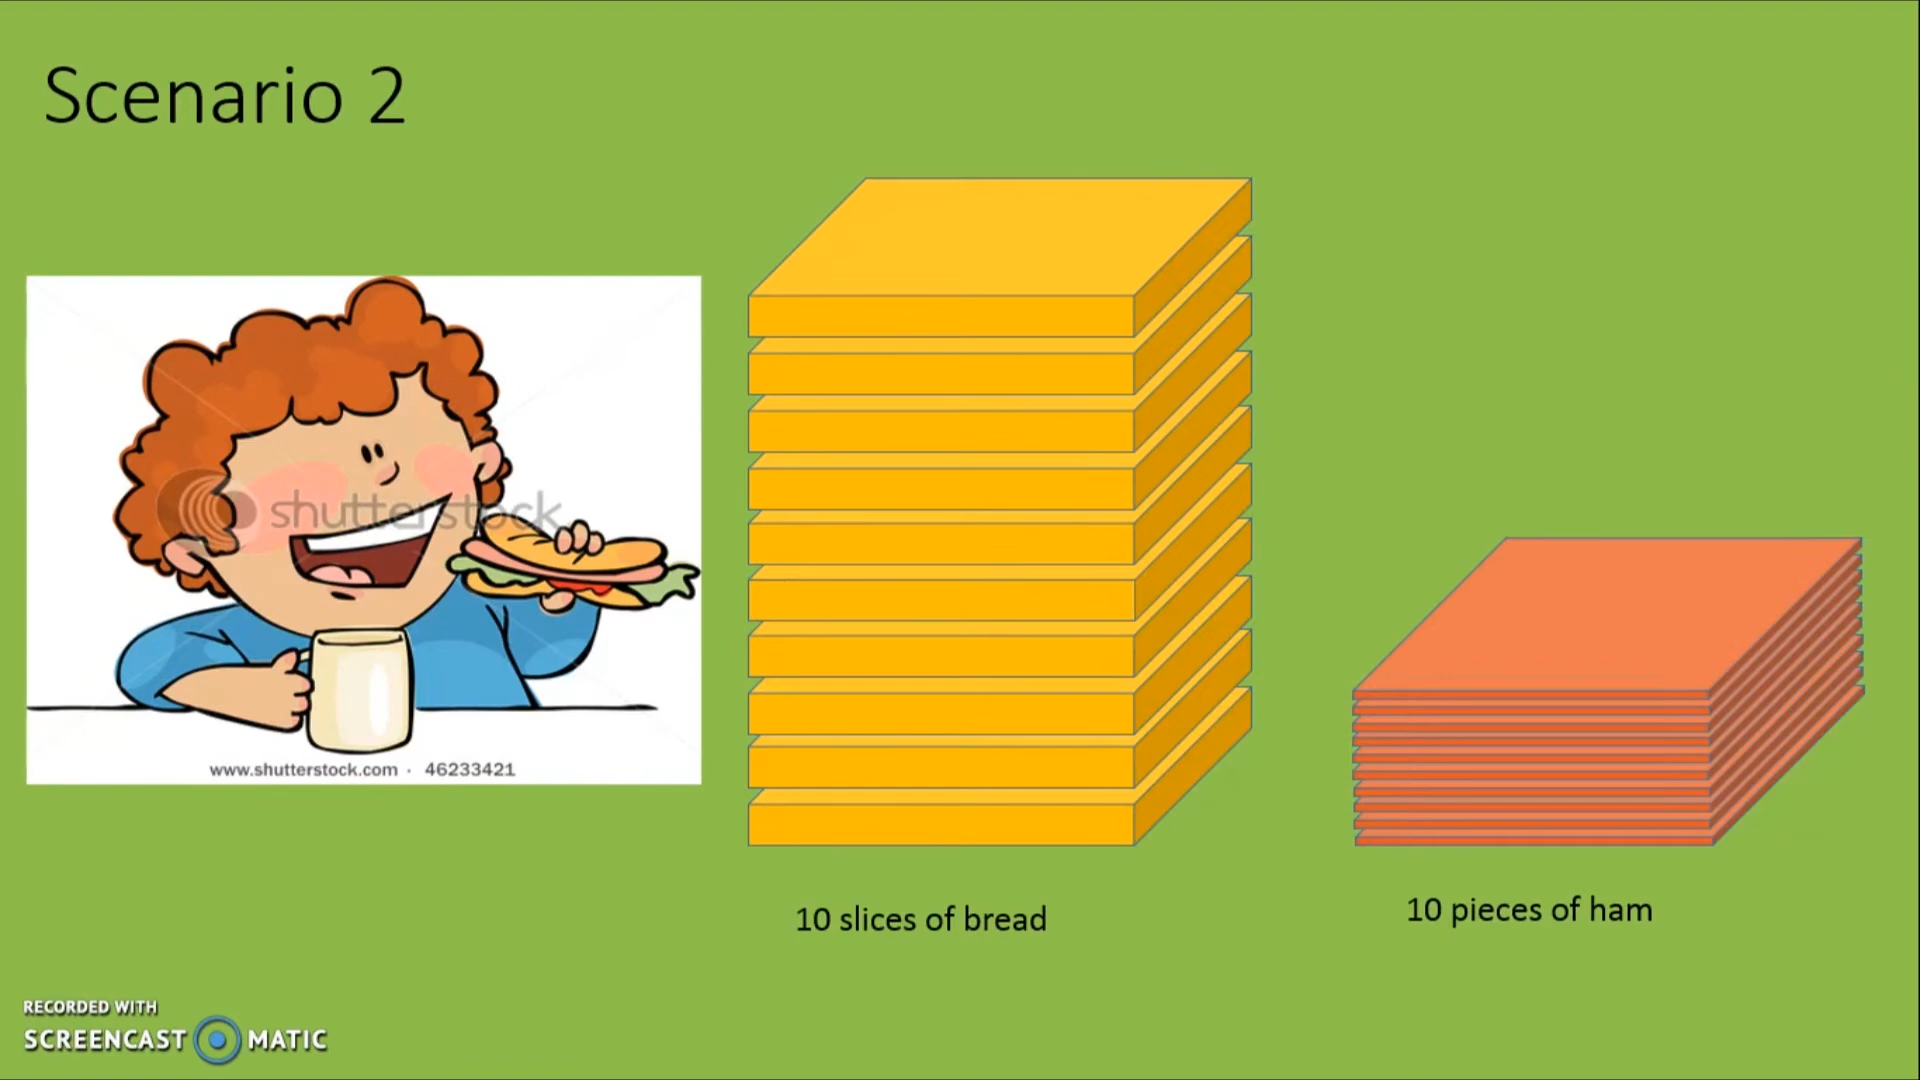 Scenario 2
shutterstock
www.shutterstock.com · 46233421
10 slices of bread
10 pieces of ham
RECORDED WITH
SCREENCAST MATIC